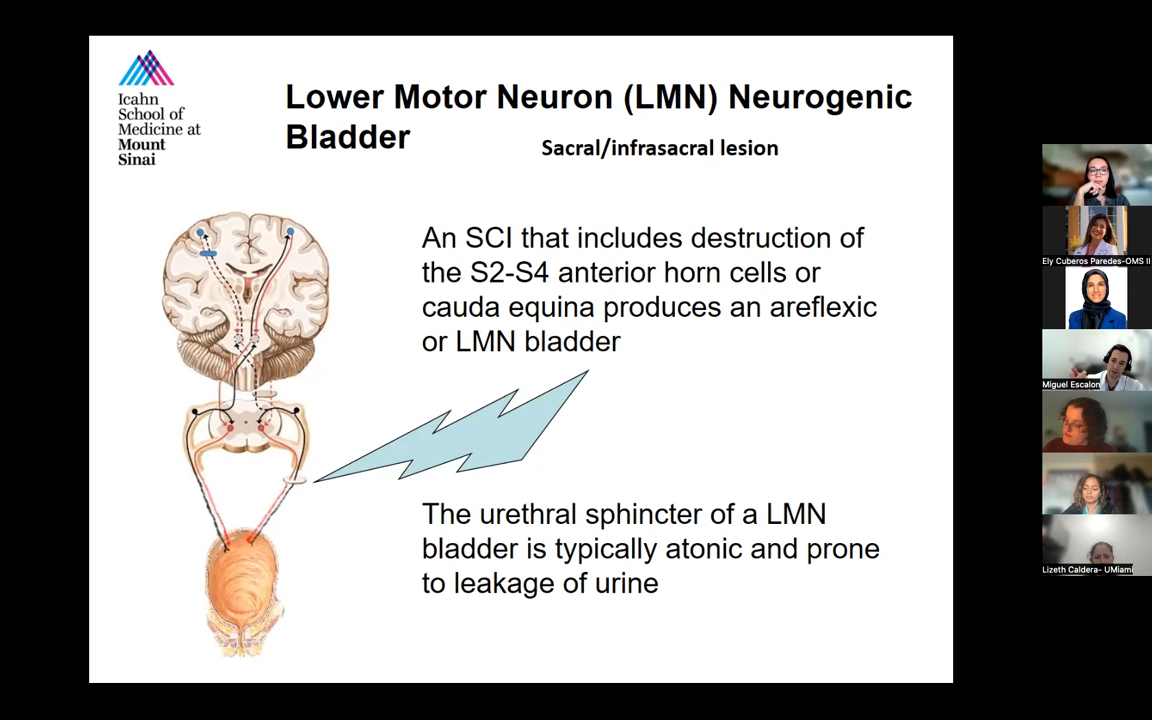 Icahn
School of
Medicine at
Mount
Sinai
Lower Motor Neuron (LMN) Neurogenic
Bladder
Sacral/infrasacral lesion
An SCI that includes destruction of
the S2-S4 anterior horn cells or
cauda equina produces an areflexic
or LMN bladder
The urethral sphincter of a LMN
bladder is typically atonic and prone
to leakage of urine
Ely Cuberos Paredes-OMS II
Miguel Escalon
Lizeth Caldera- UMiami